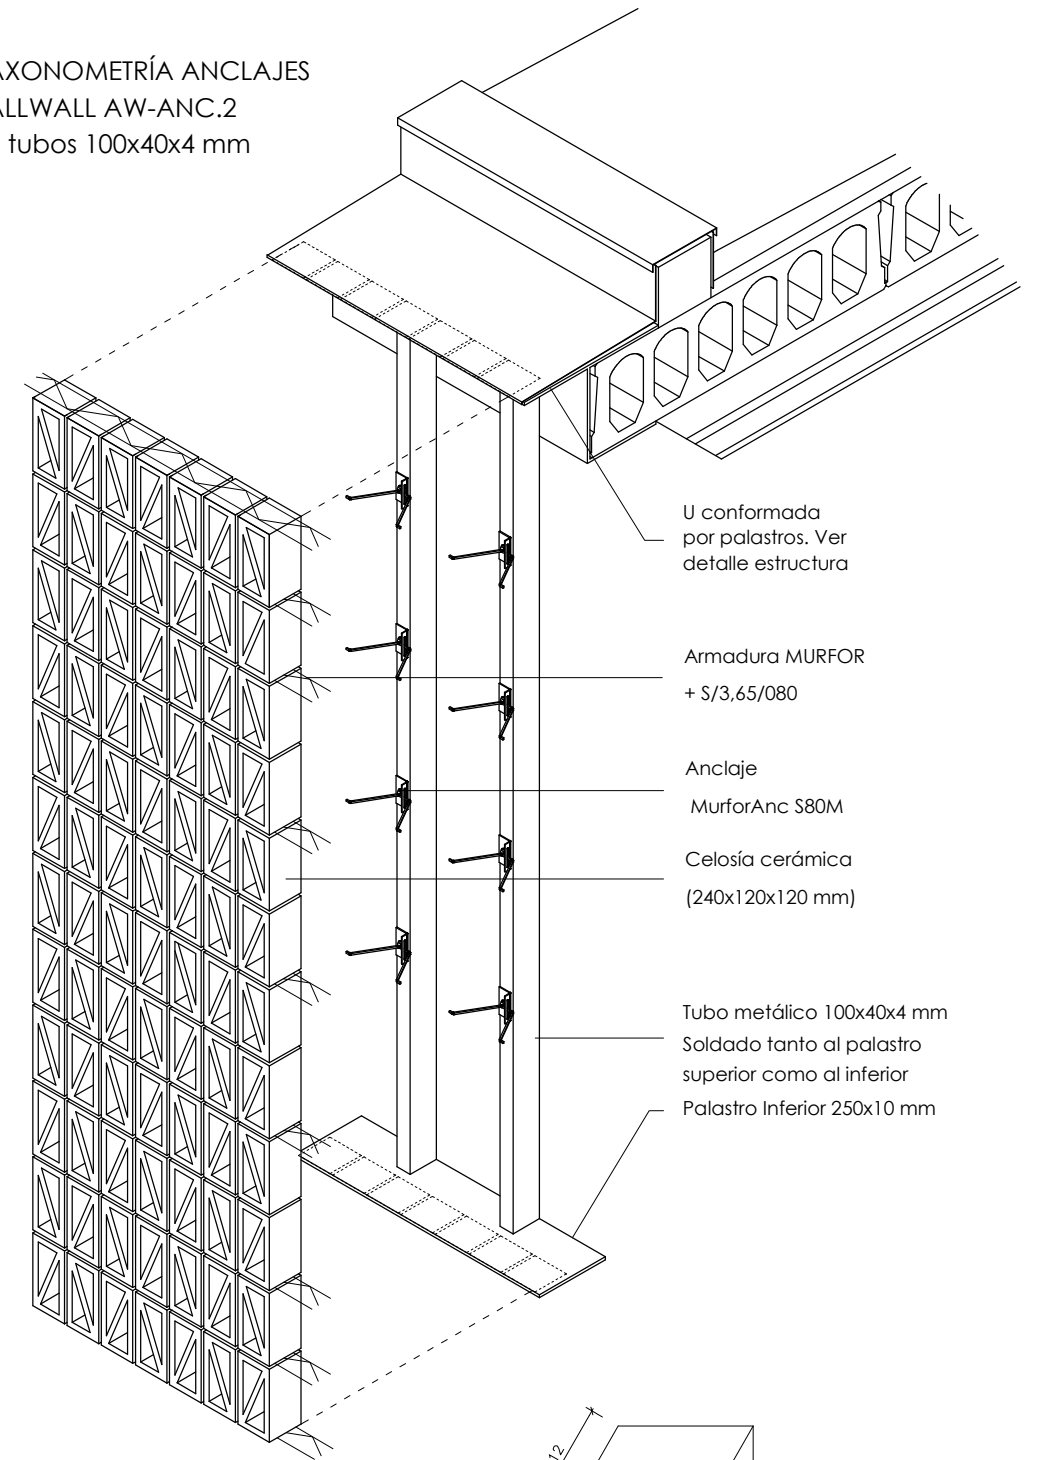 AXONOMETRÍA ANCLAJES
ALLWALL AW-ANC.2
tubos 100x40x4 mm
U conformada
por palastros. Ver
detalle estructura
Armadura MURFOR
+ S/3,65/080
Anclaje
MurforAnc S80M
Celosía cerámica
(240x120x120 mm)
Tubo metálico 100x40x4 mm
Soldado tanto al palastro
superior como al inferior
Palastro Inferior 250x10 mm
12